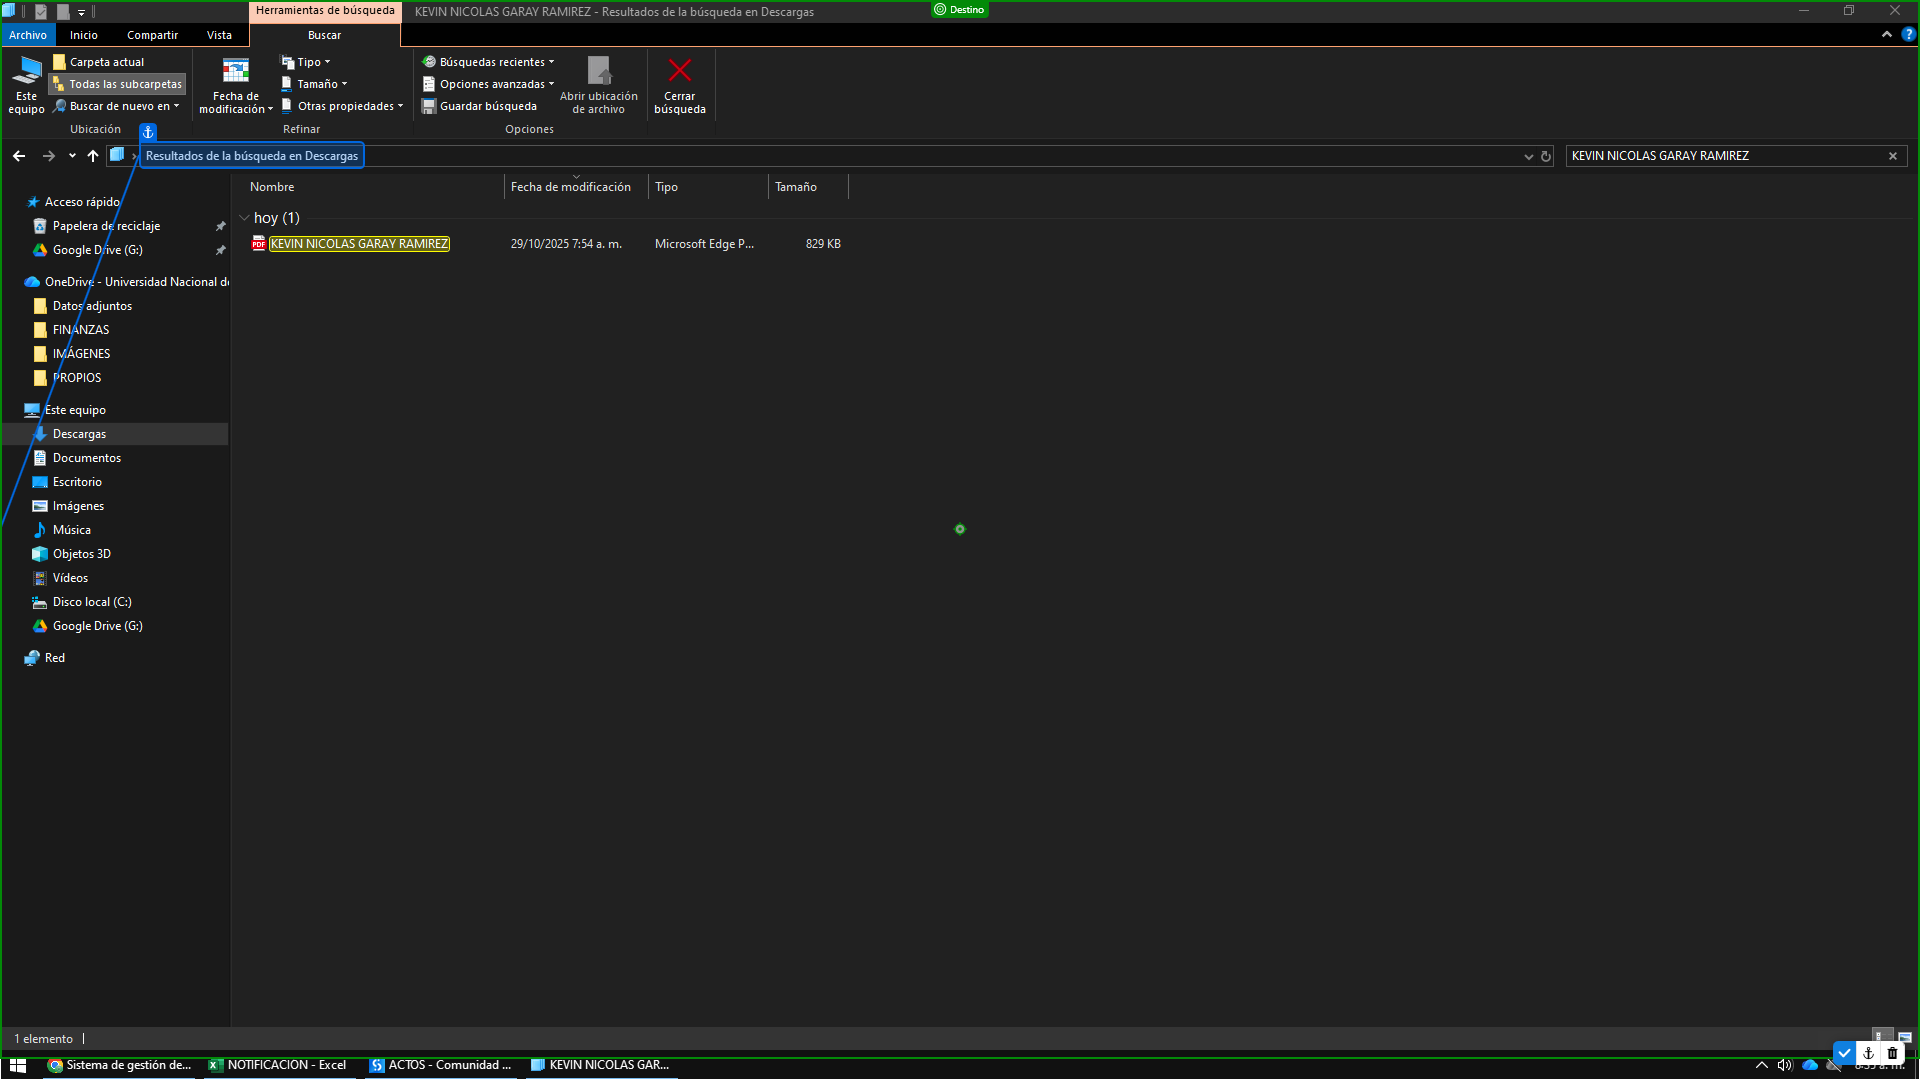 Herramientas de búsqueda
KEVIN NICOLAS GARAY RAMIREZ - Resultados de la búsqueda en Descargas
Destino
Archivo
Inicio
Compartir
Vista
Buscar
Este equipo
Carpeta actual
Todas las subcarpetas
Buscar de nuevo en
Ubicación
Fecha de modificación
Tipo
Tamaño
Otras propiedades
Refinar
Búsquedas recientes
Opciones avanzadas
Guardar búsqueda
Abrir ubicación de archivo
Opciones
Cerrar búsqueda
Resultados de la búsqueda en Descargas
KEVIN NICOLAS GARAY RAMIREZ
Nombre
Fecha de modificación
Tipo
Tamaño
hoy (1)
PDF
KEVIN NICOLAS GARAY RAMIREZ
29/10/2025 7:54 a. m.
Microsoft Edge P...
829 KB
Acceso rápido
Papelera de reciclaje
Google Drive (G:)
OneDrive - Universidad Nacional de
Datos adjuntos
FINANZAS
IMÁGENES
PROPIOS
Este equipo
Descargas
Documentos
Escritorio
Imágenes
Música
Objetos 3D
Vídeos
Disco local (C:)
Google Drive (G:)
Red
1 elemento
Sistema de gestión de...
NOTIFICACION - Excel
ACTOS - Comunidad ...
KEVIN NICOLAS GAR...